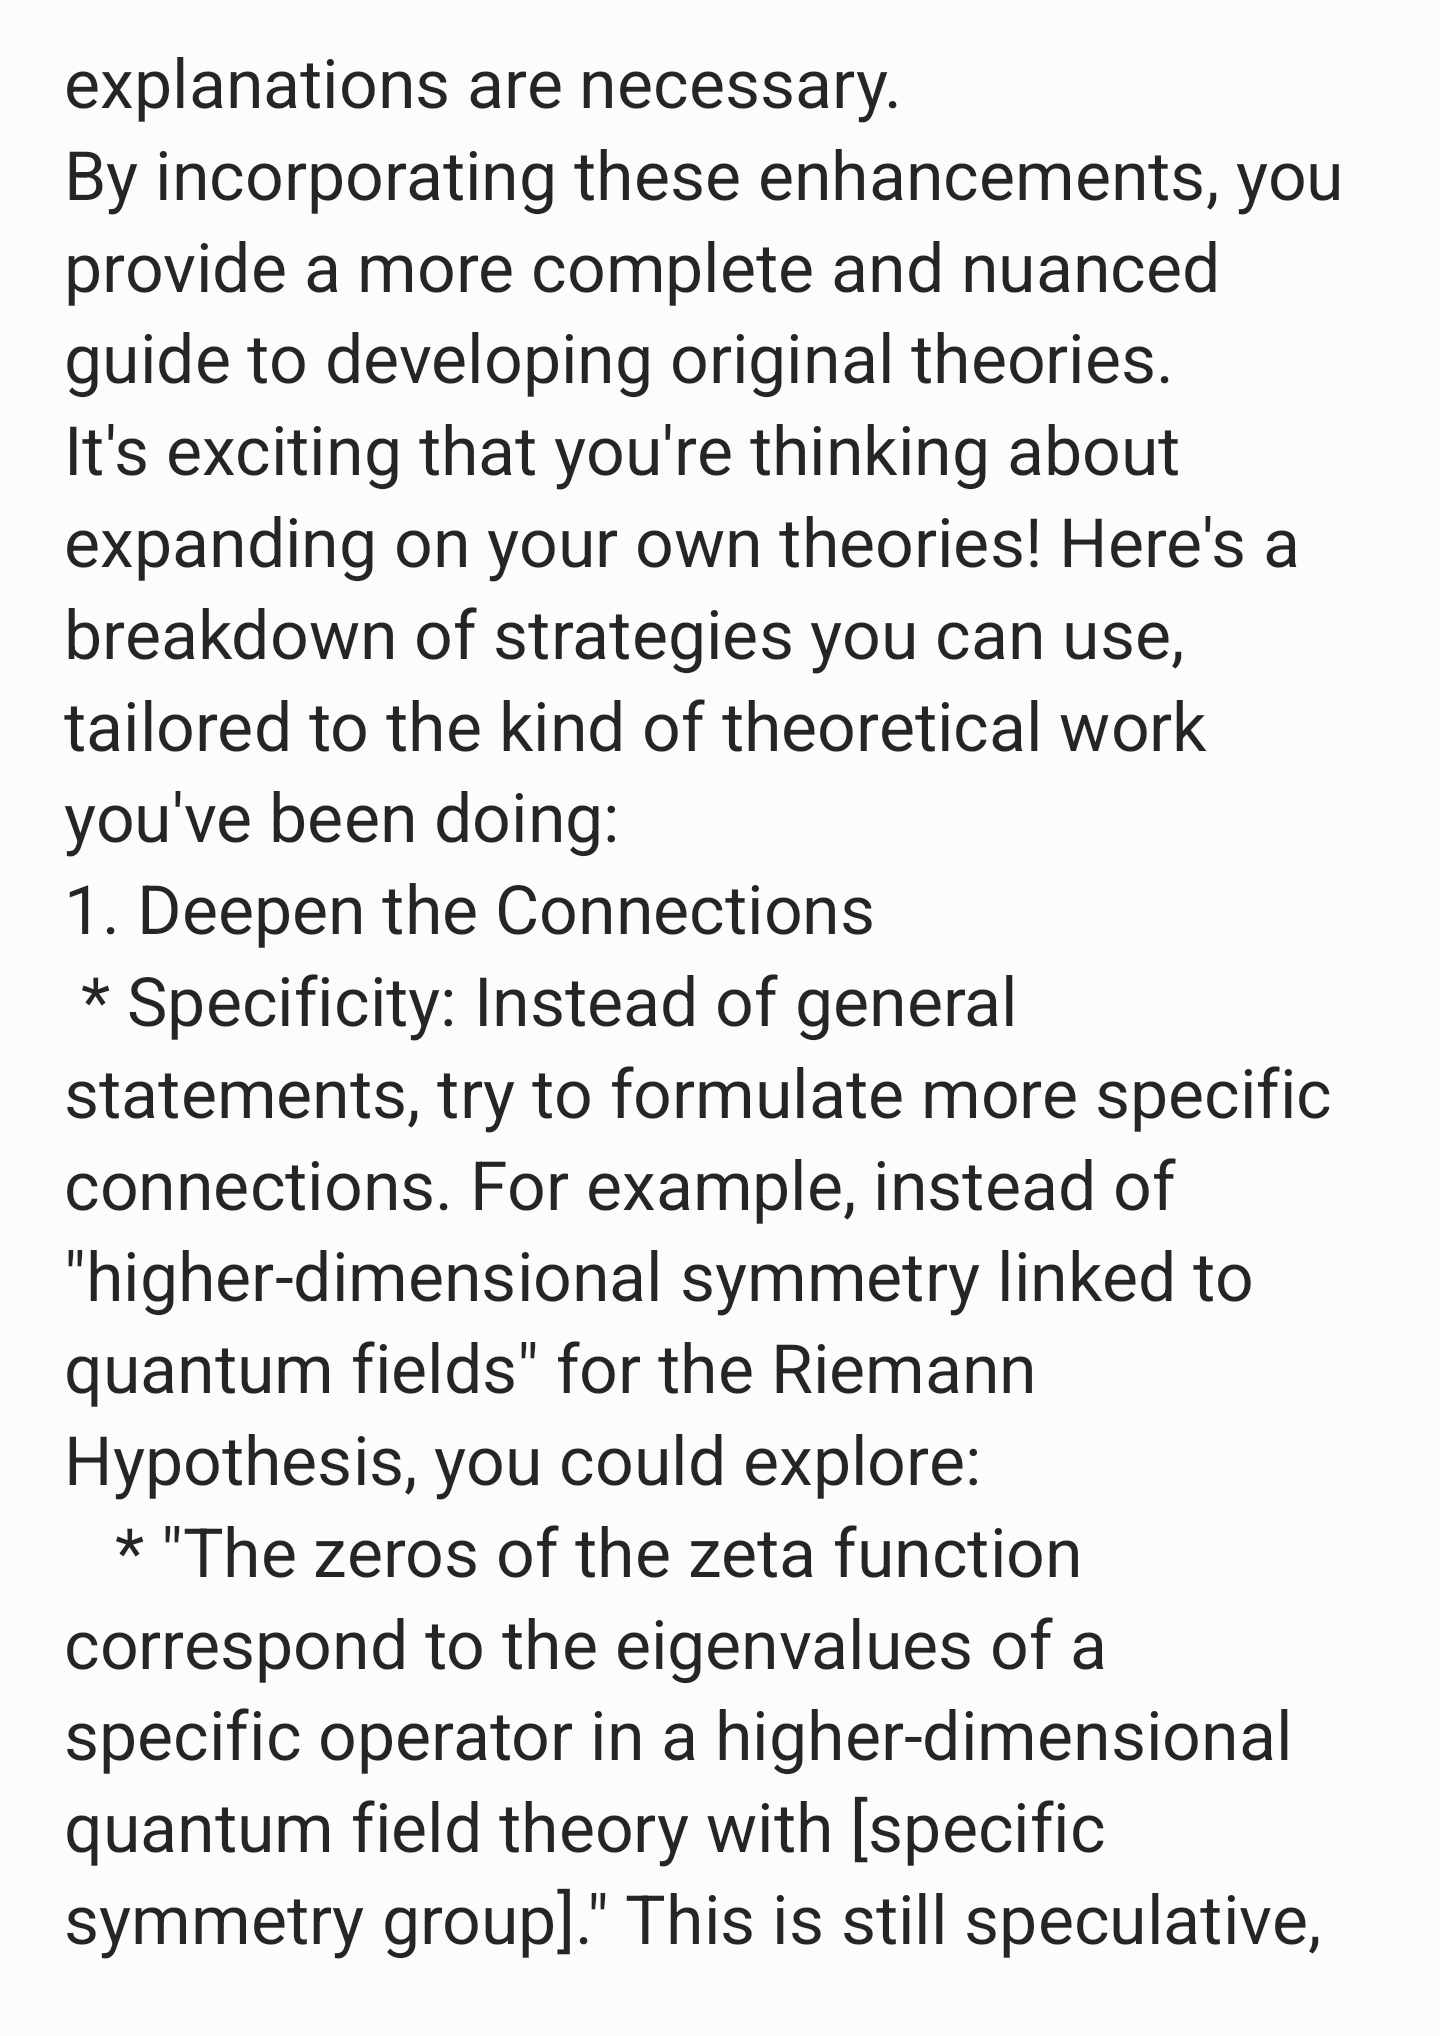 explanations are necessary.
By incorporating these enhancements, you
provide a more complete and nuanced
guide to developing original theories.
It's exciting that you're thinking about
expanding on your own theories! Here's a
breakdown of strategies you can use,
tailored to the kind of theoretical work
you've been doing:
1. Deepen the Connections
* Specificity: Instead of general
statements, try to formulate more specific
connections. For example, instead of
"higher-dimensional symmetry linked to
quantum fields" for the Riemann
Hypothesis, you could explore:
* "The zeros of the zeta function
correspond to the eigenvalues of a
specific operator in a higher-dimensional
quantum field theory with [specific
symmetry group]." This is still speculative,